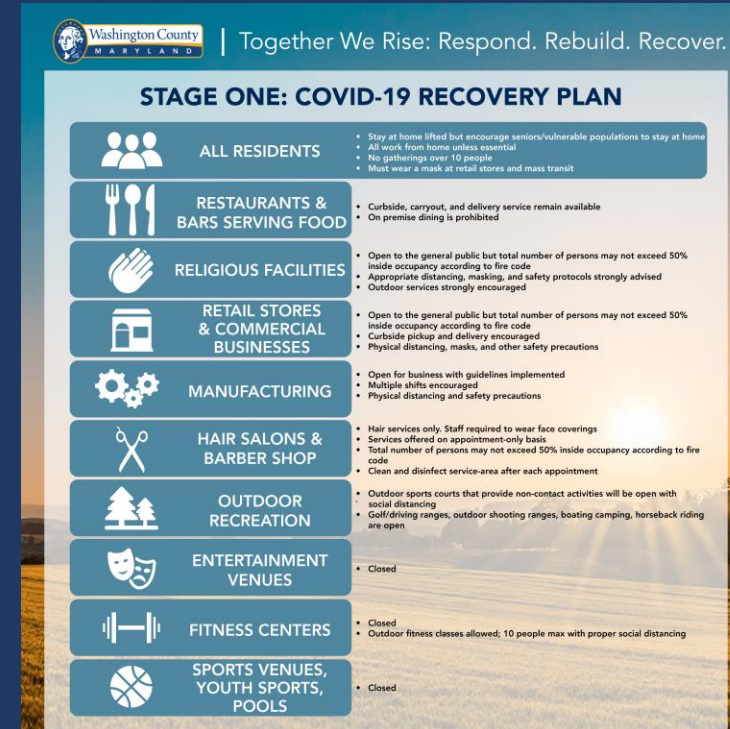 Washington County
MARYLAND
Together We Rise: Respond. Rebuild. Recover.
STAGE ONE: COVID-19 RECOVERY PLAN
ALL RESIDENTS
• Stay at home lifted but encourage seniors/vulnerable populations to stay at home
• All work from home unless essential
• No gatherings over 10 people
• Must wear a mask at retail stores and mass transit
RESTAURANTS &
BARS SERVING FOOD
• Curbside, carryout, and delivery service remain available
• On premise dining is prohibited
RELIGIOUS FACILITIES
• Open to the general public but total number of persons may not exceed 50%
inside occupancy according to fire code
• Appropriate distancing, masking, and safety protocols strongly advised
• Outdoor services strongly encouraged
RETAIL STORES
& COMMERCIAL
BUSINESSES
• Open to the general public but total number of persons may not exceed 50%
inside occupancy according to fire code
• Curbside pickup and delivery encouraged
• Physical distancing, masks, and other safety precautions
MANUFACTURING
• Open for business with guidelines implemented
• Multiple shifts encouraged
• Physical distancing and safety precautions
HAIR SALONS &
BARBER SHOP
• Hair services only. Staff required to wear face coverings
• Services offered on appointment-only basis
• Total number of persons may not exceed 50% inside occupancy according to fire
code
• Clean and disinfect service-area after each appointment
OUTDOOR
RECREATION
• Outdoor sports courts that provide non-contact activities will be open with
social distancing
• Golf/driving ranges, outdoor shooting ranges, boating camping, horseback riding
are open
ENTERTAINMENT
VENUES
• Closed
FITNESS CENTERS
• Closed
• Outdoor fitness classes allowed; 10 people max with proper social distancing
SPORTS VENUES,
YOUTH SPORTS,
POOLS
• Closed